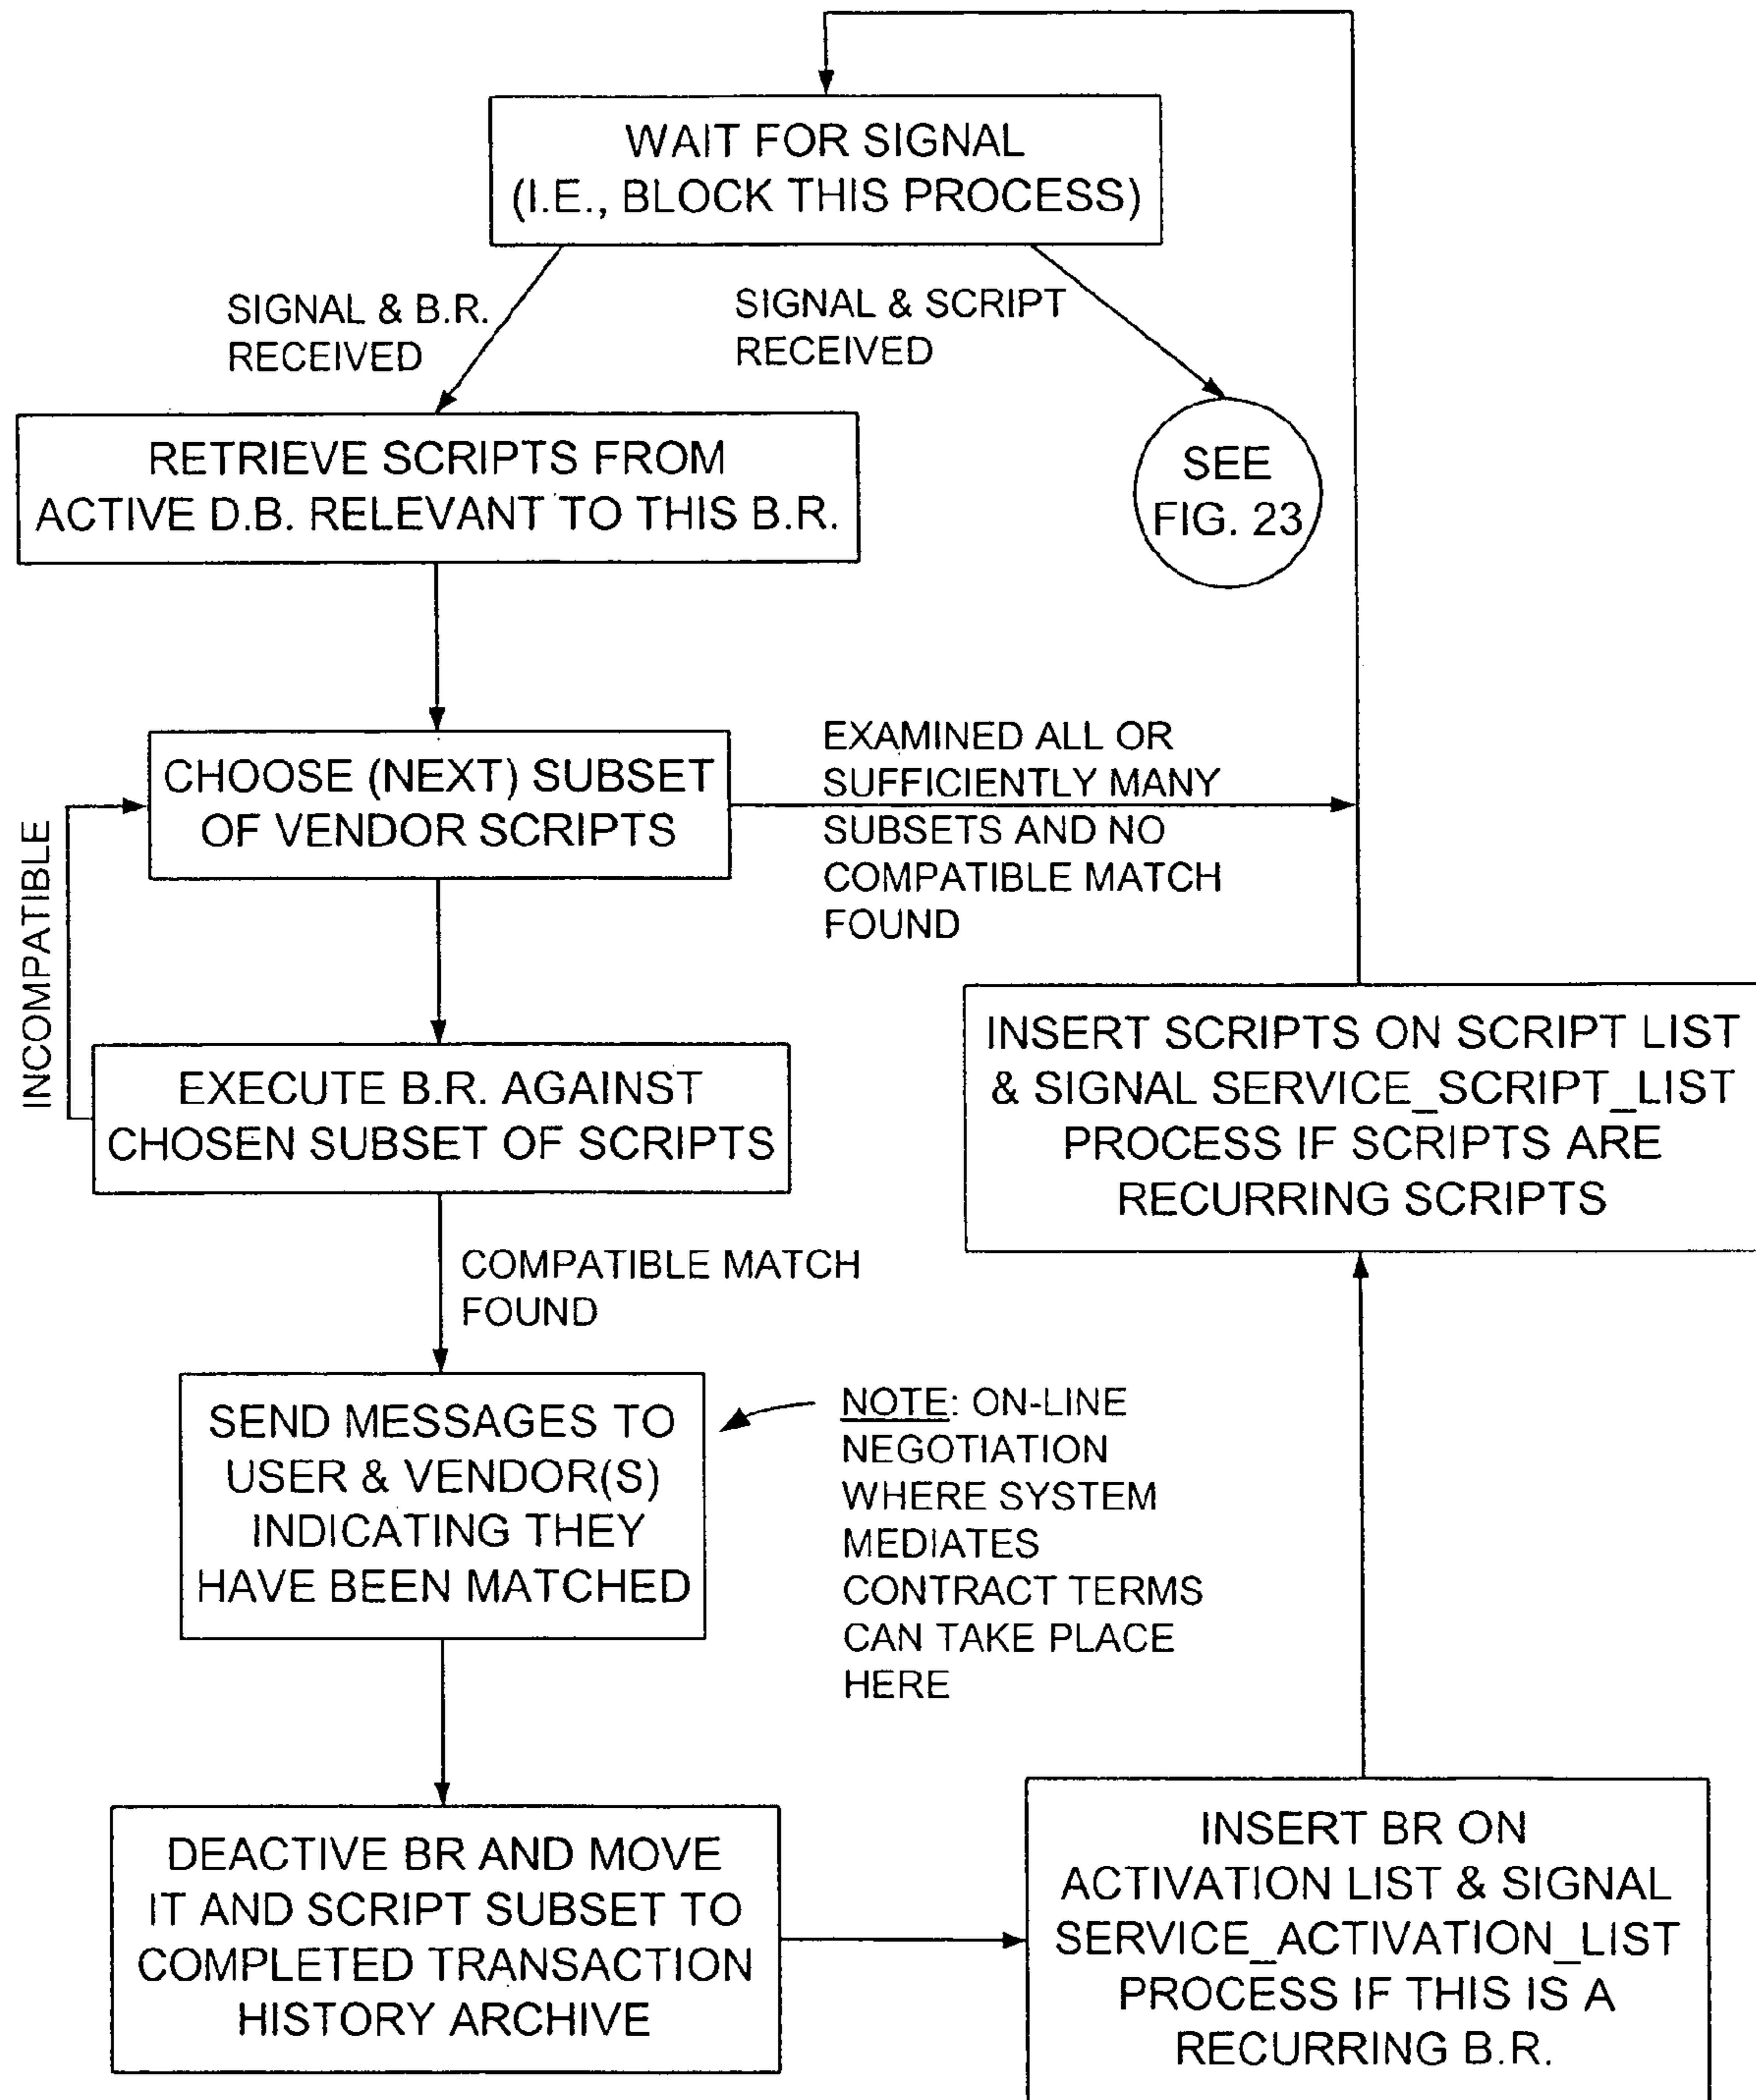 WAIT FOR SIGNAL
(I.E., BLOCK THIS PROCESS)
SIGNAL & B.R.
RECEIVED
SIGNAL & SCRIPT
RECEIVED
SEE
FIG. 23
RETRIEVE SCRIPTS FROM
ACTIVE D.B. RELEVANT TO THIS B.R.
CHOOSE (NEXT) SUBSET
OF VENDOR SCRIPTS
EXAMINED ALL OR
SUFFICIENTLY MANY
SUBSETS AND NO
COMPATIBLE MATCH
FOUND
INCOMPATIBLE
EXECUTE B.R. AGAINST
CHOSEN SUBSET OF SCRIPTS
INSERT SCRIPTS ON SCRIPT LIST
& SIGNAL SERVICE_SCRIPT_LIST
PROCESS IF SCRIPTS ARE
RECURRING SCRIPTS
COMPATIBLE MATCH
FOUND
SEND MESSAGES TO
USER & VENDOR(S)
INDICATING THEY
HAVE BEEN MATCHED
NOTE: ON-LINE
NEGOTIATION
WHERE SYSTEM
MEDIATES
CONTRACT TERMS
CAN TAKE PLACE
HERE
DEACTIVE BR AND MOVE
IT AND SCRIPT SUBSET TO
COMPLETED TRANSACTION
HISTORY ARCHIVE
INSERT BR ON
ACTIVATION LIST & SIGNAL
SERVICE_ACTIVATION_LIST
PROCESS IF THIS IS A
RECURRING B.R.